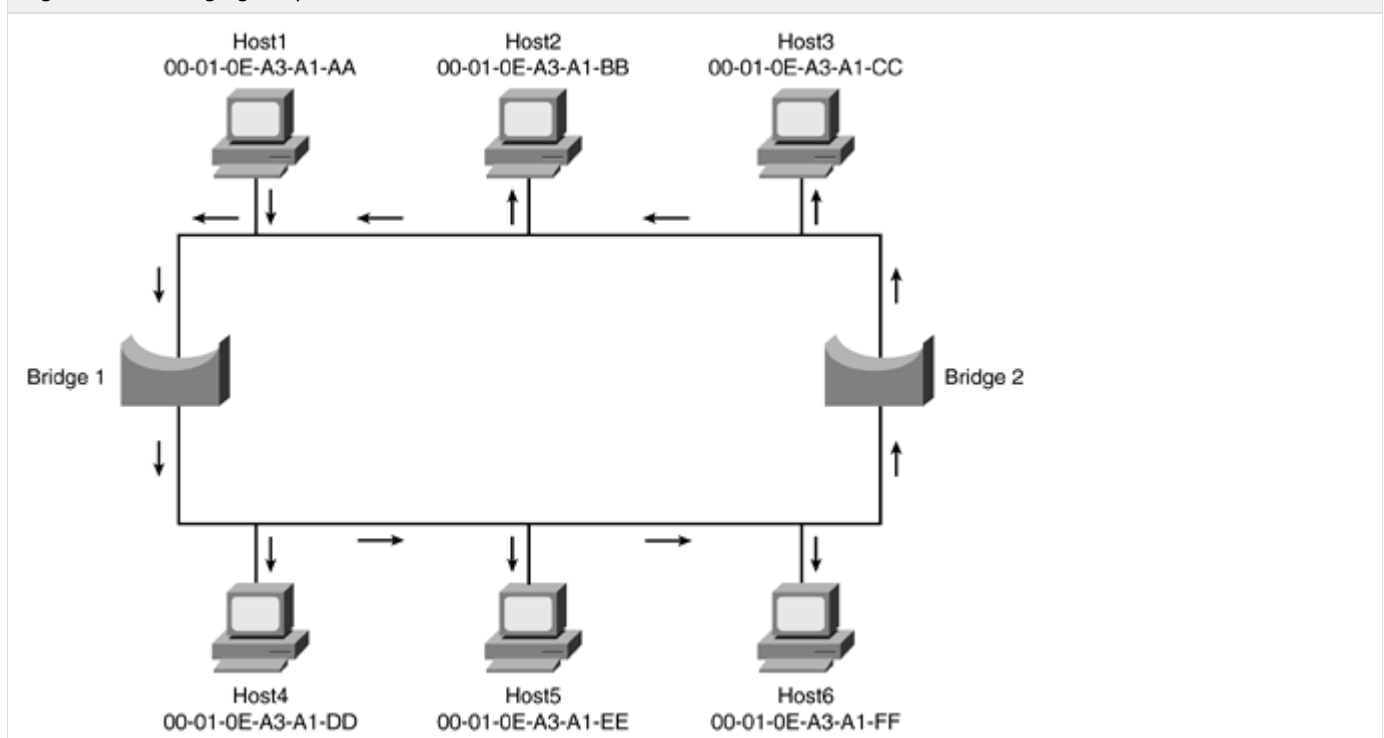 Host1
00-01-0E-A3-A1-AA
Host2
00-01-0E-A3-A1-BB
Host3
00-01-0E-A3-A1-CC
Bridge 1
Bridge 2
Host4
00-01-0E-A3-A1-DD
Host5
00-01-0E-A3-A1-EE
Host6
00-01-0E-A3-A1-FF